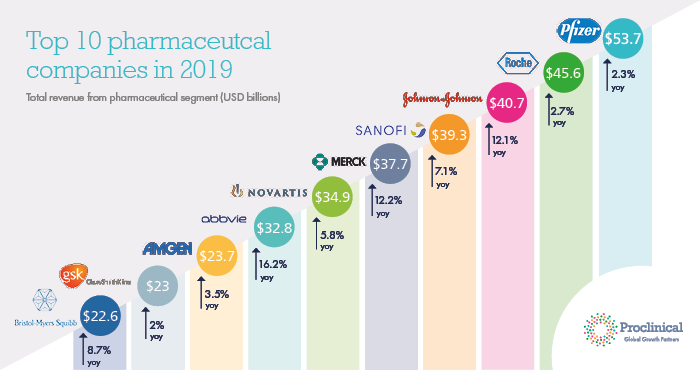 Top 10 pharmaceutcal
companies in 2019
Total revenue from pharmaceutical segment (USD billions)
Pfizer
$53.7
2.3%
yoy
Roche
$45.6
2.7%
yoy
Johnson & Johnson
$40.7
12.1%
yoy
SANOFI
$39.3
7.1%
yoy
MERCK
$37.7
12.2%
yoy
NOVARTIS
$34.9
5.8%
yoy
abbvie
$32.8
16.2%
yoy
AMGEN
$23.7
3.5%
yoy
gsk
GlaxoSmithKline
$23
2%
yoy
Bristol-Myers Squibb
$22.6
8.7%
yoy
Proclinical
Global Growth Partners